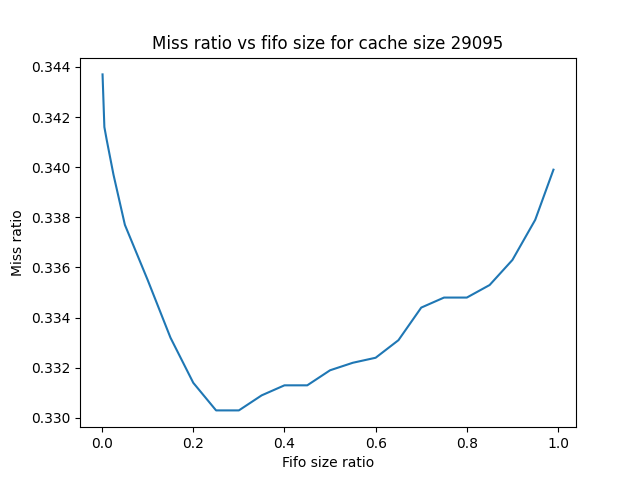 Miss ratio vs fifo size for cache size 29095
0.344
0.342
0.340
0.338
0.336
0.334
0.332
0.330
Miss ratio
0.0 0.2 0.4 0.6 0.8 1.0
Fifo size ratio